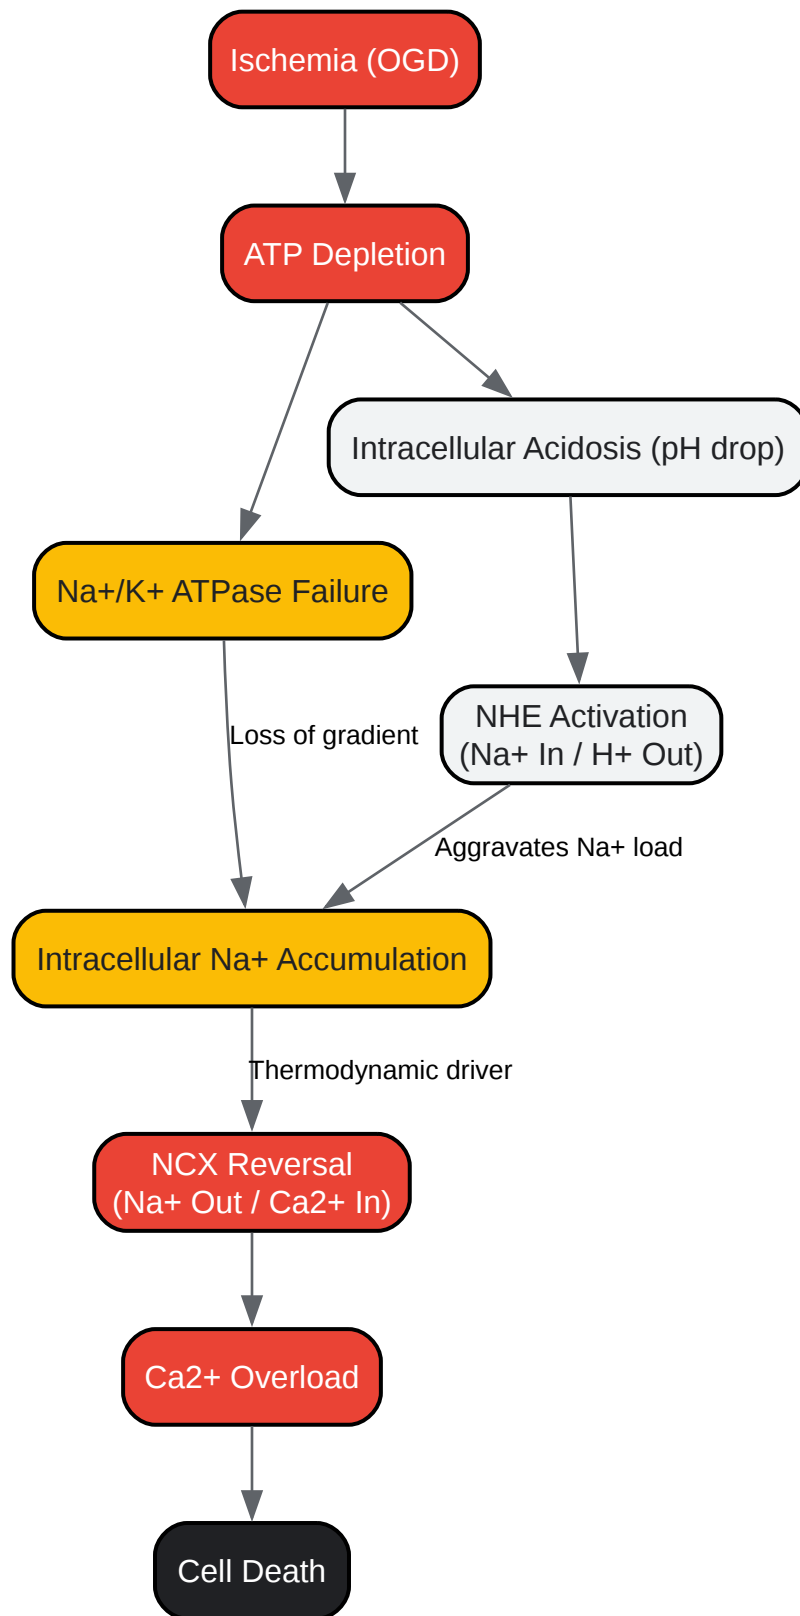 Ischemia (OGD)
ATP Depletion
Intracellular Acidosis (pH drop)
Na+/K+ ATPase Failure
NHE Activation
(Na+ In / H+ Out)
Loss of gradient
Aggravates Na+ load
Intracellular Na+ Accumulation
Thermodynamic driver
NCX Reversal
(Na+ Out / Ca2+ In)
Ca2+ Overload
Cell Death